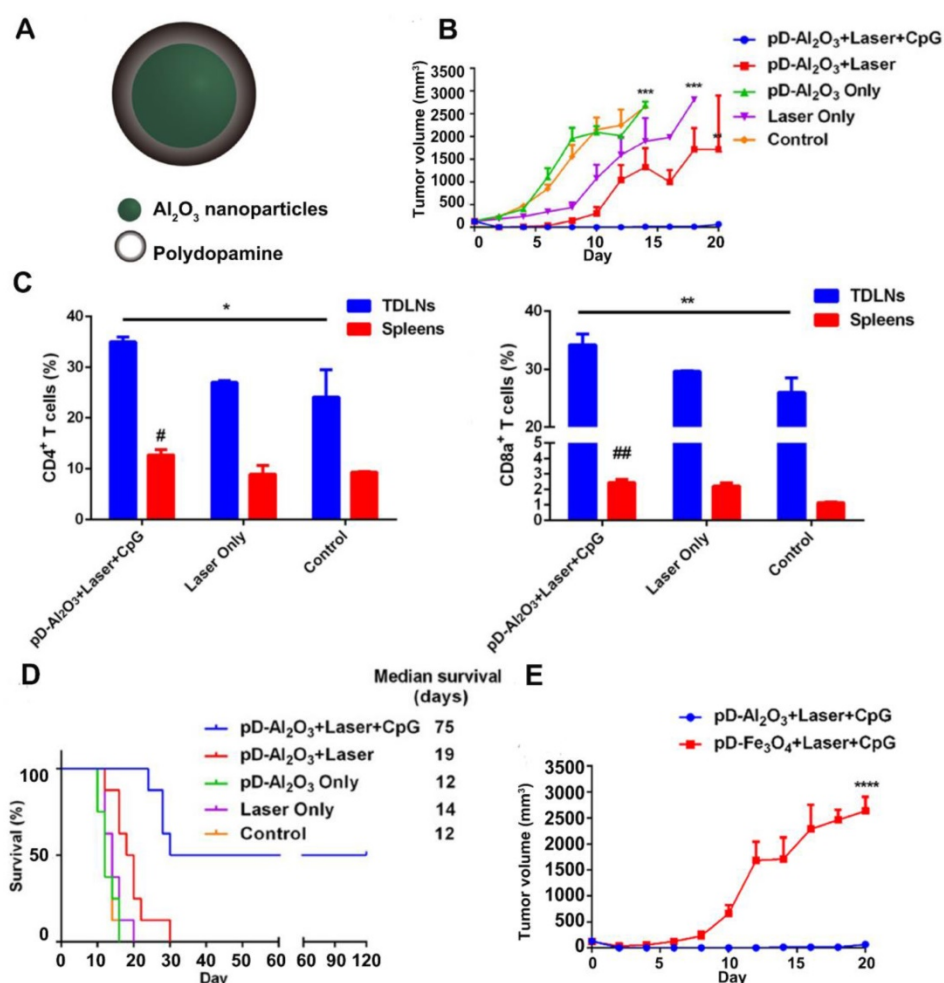 A
Al₂O₃ nanoparticles
Polydopamine
B
Tumor volume (mm³)
3500
3000
2500
2000
1500
1000
500
0
0 5 10 15 20
Day
*** *** **
pD-Al₂O₃+Laser+CpG
pD-Al₂O₃+Laser
pD-Al₂O₃ Only
Laser Only
Control
C
CD4⁺ T cells (%)
40
30
20
10
0
*
#
TDLNs
Spleens
pD-Al₂O₃+Laser+CpG
Laser Only
Control
CD8a⁺ T cells (%)
40
30
20
5
4
3
2
1
0
**
##
TDLNs
Spleens
pD-Al₂O₃+Laser+CpG
Laser Only
Control
D
Median survival
(days)
pD-Al₂O₃+Laser+CpG 75
pD-Al₂O₃+Laser 19
pD-Al₂O₃ Only 12
Laser Only 14
Control 12
Survival (%)
100
50
0
0 10 20 30 40 50 60 60 80 90 120
Day
E
pD-Al₂O₃+Laser+CpG
pD-Fe₃O₄+Laser+CpG
Tumor volume (mm³)
3500
3000
2500
2000
1500
1000
500
0
0 5 10 15 20
Day
****